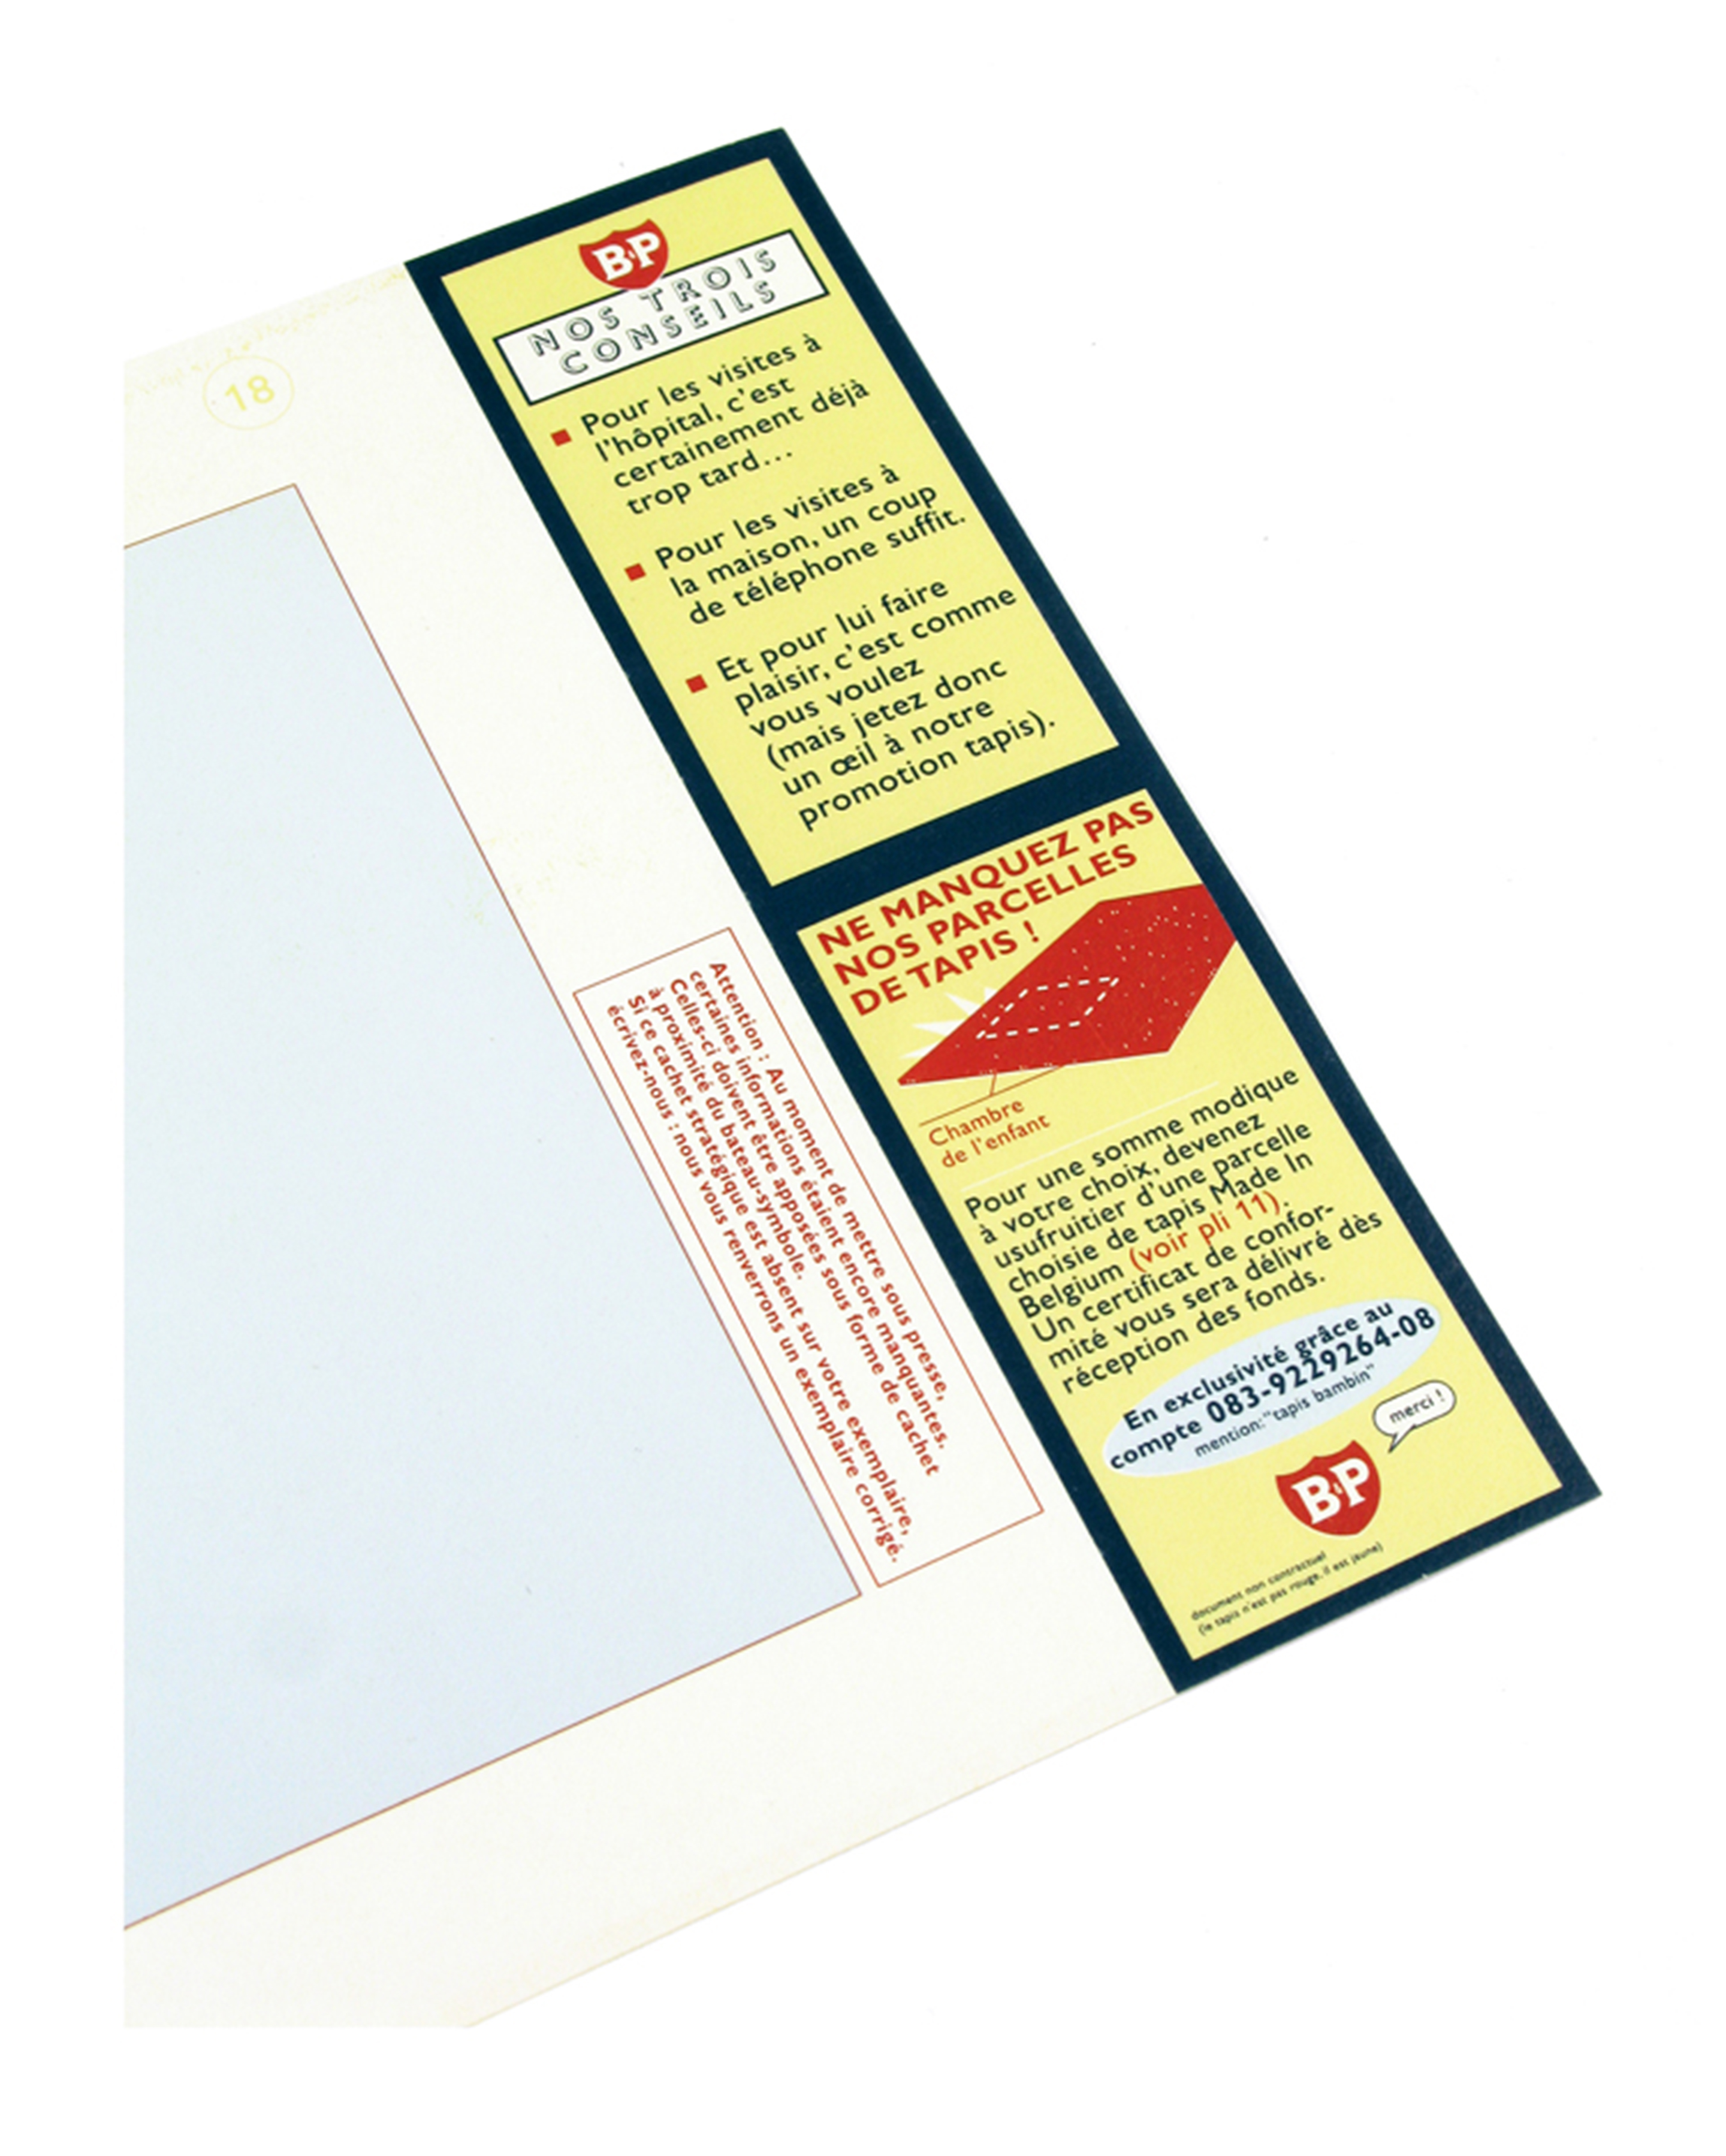 18
B·P
NOS TROIS
CONSEILS
Pour les visites à
l'hôpital, c'est
certainement déjà
trop tard...
Pour les visites à
la maison, un coup
de téléphone suffit.
Et pour lui faire
plaisir, c'est comme
vous voulez
(mais jetez donc
un œil à notre
promotion tapis).
NE MANQUEZ PAS
NOS PARCELLES
DE TAPIS !
Chambre
de l'enfant
Pour une somme modique
à votre choix, devenez
usufruitier d'une parcelle
choisie de tapis Made In
Belgium (voir pli 11).
Un certificat de confor-
mité vous sera délivré dès
réception des fonds.
En exclusivité grâce au
compte 083-9229264-08
mention:"tapis bambin"
merci !
B·P
document non contractuel
(le tapis n'est pas rouge, il est jaune)
Attention : Au moment de mettre sous presse,
certaines informations étaient encore manquantes.
Celles-ci doivent être apposées sous forme de cachet
à proximité du bateau-symbole.
Si ce cachet stratégique est absent sur votre exemplaire,
écrivez-nous : nous vous renverrons un exemplaire corrigé.